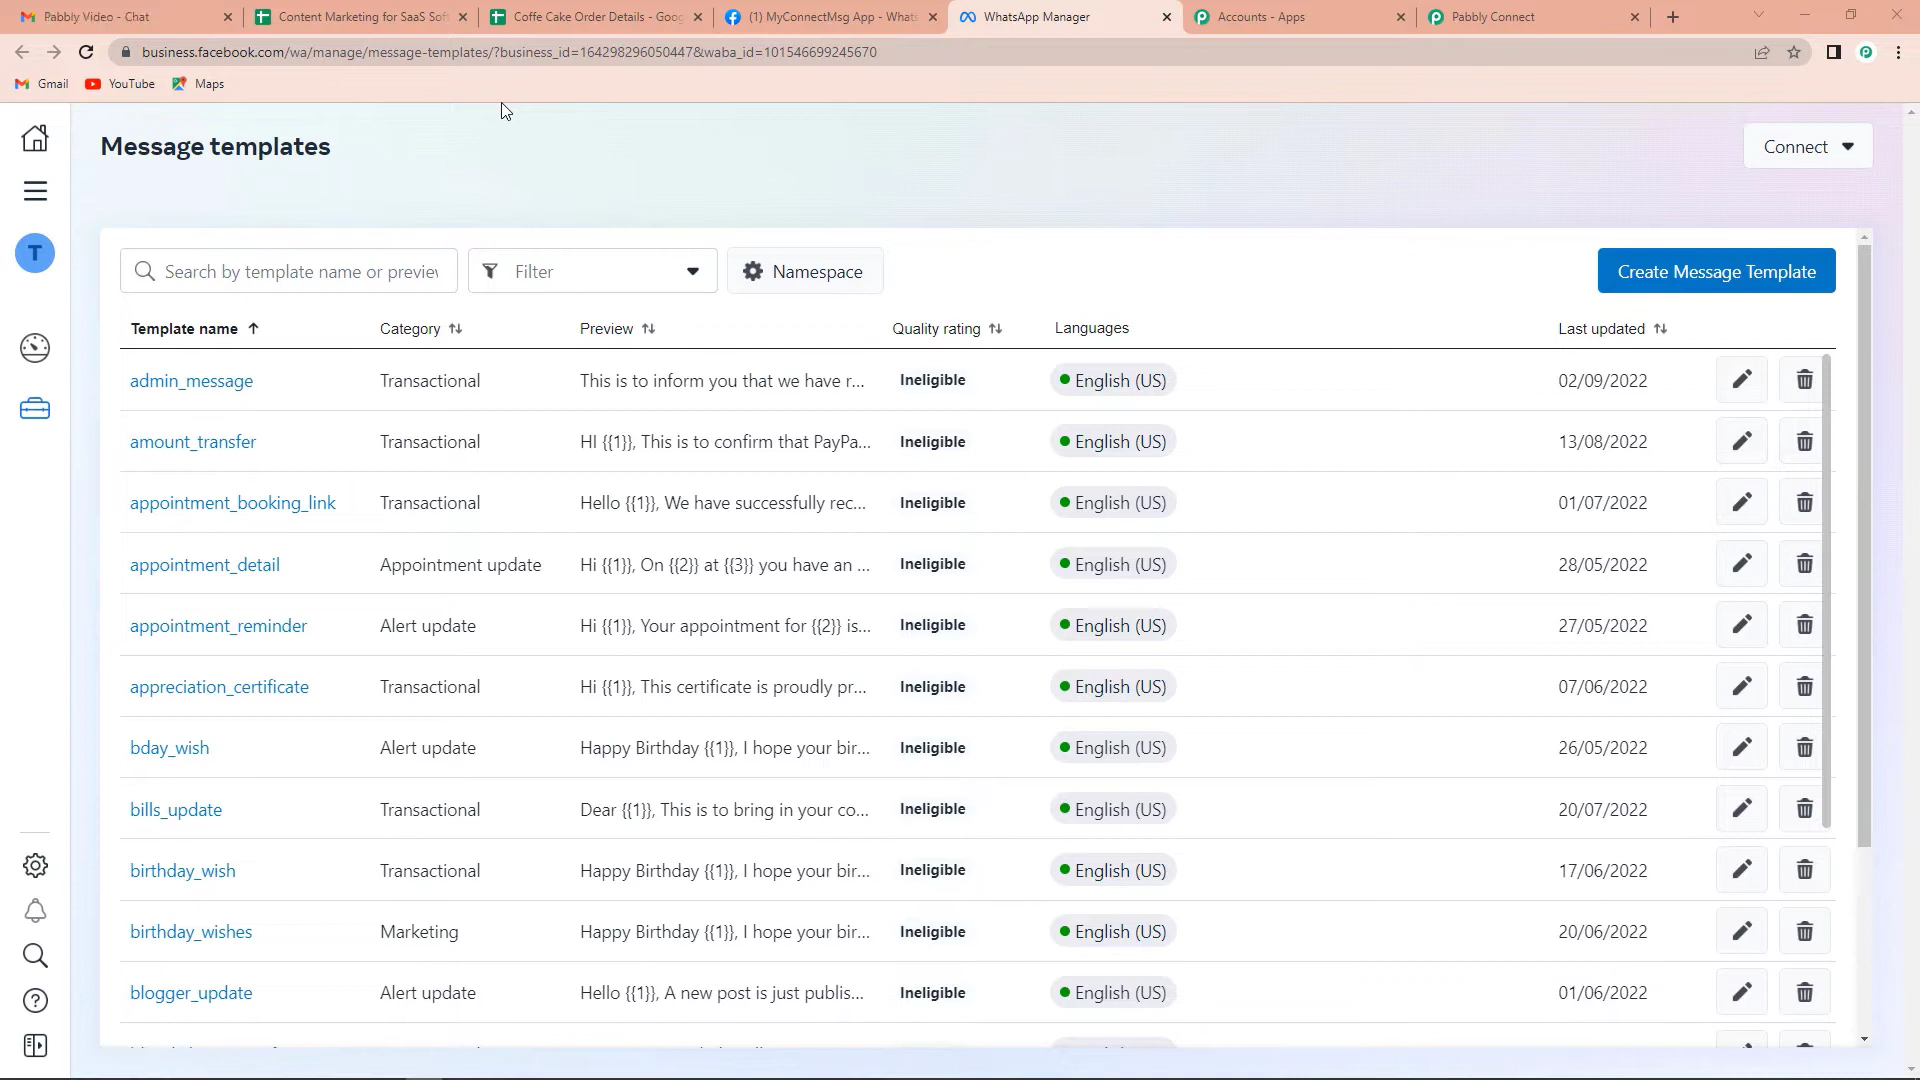 Pabbly Video - Chat
Content Marketing for SaaS Soft
Coffe Cake Order Details - Goog
(1) MyConnectMsg App - Whats
WhatsApp Manager
Accounts - Apps
Pabbly Connect
business.facebook.com/wa/manage/message-templates/?business_id=164298296050447&waba_id=101546699245670
Gmail
YouTube
Maps
Message templates
Connect
T
Search by template name or preview
Filter
Namespace
Create Message Template
Template name
Category
Preview
Quality rating
Languages
Last updated
admin_message Transactional This is to inform you that we have r... Ineligible English (US) 02/09/2022
amount_transfer Transactional HI {{1}}, This is to confirm that PayPa... Ineligible English (US) 13/08/2022
appointment_booking_link Transactional Hello {{1}}, We have successfully rec... Ineligible English (US) 01/07/2022
appointment_detail Appointment update Hi {{1}}, On {{2}} at {{3}} you have an ... Ineligible English (US) 28/05/2022
appointment_reminder Alert update Hi {{1}}, Your appointment for {{2}} is... Ineligible English (US) 27/05/2022
appreciation_certificate Transactional Hi {{1}}, This certificate is proudly pr... Ineligible English (US) 07/06/2022
bday_wish Alert update Happy Birthday {{1}}, I hope your bir... Ineligible English (US) 26/05/2022
bills_update Transactional Dear {{1}}, This is to bring in your co... Ineligible English (US) 20/07/2022
birthday_wish Transactional Happy Birthday {{1}}, I hope your bir... Ineligible English (US) 17/06/2022
birthday_wishes Marketing Happy Birthday {{1}}, I hope your bir... Ineligible English (US) 20/06/2022
blogger_update Alert update Hello {{1}}, A new post is just publis... Ineligible English (US) 01/06/2022